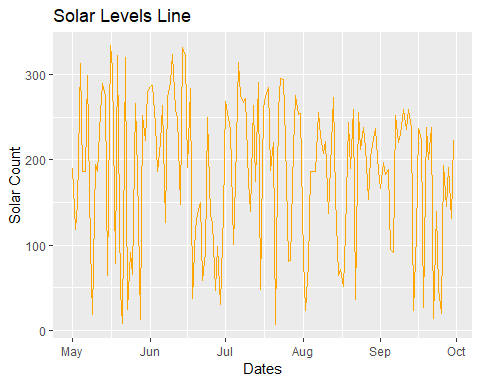 Solar Levels Line
Solar Count
300
200
100
0
May Jun Jul Aug Sep Oct
Dates